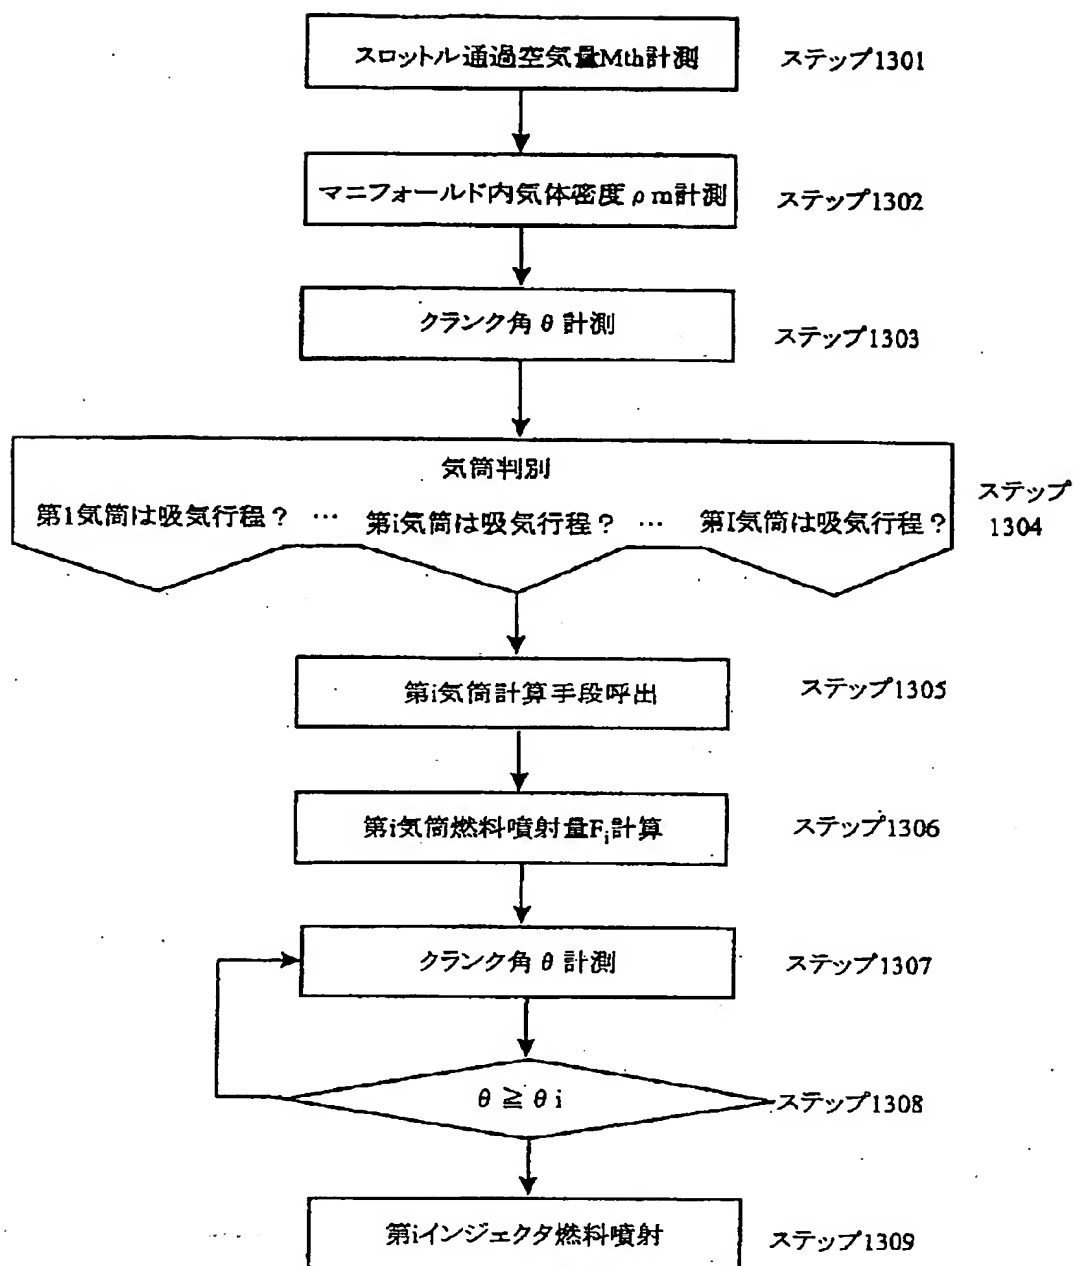 スロットル通過空気量Mth計測
ステップ1301
マニフォールド内気体密度ρm計測
ステップ1302
クランク角θ計測
ステップ1303
気筒判別
第1気筒は吸気行程? … 第i気筒は吸気行程? … 第I気筒は吸気行程?
ステップ
1304
第i気筒計算手段呼出
ステップ1305
第i気筒燃料噴射量Fi計算
ステップ1306
クランク角θ計測
ステップ1307
θ ≧ θi
ステップ1308
第iインジェクタ燃料噴射
ステップ1309